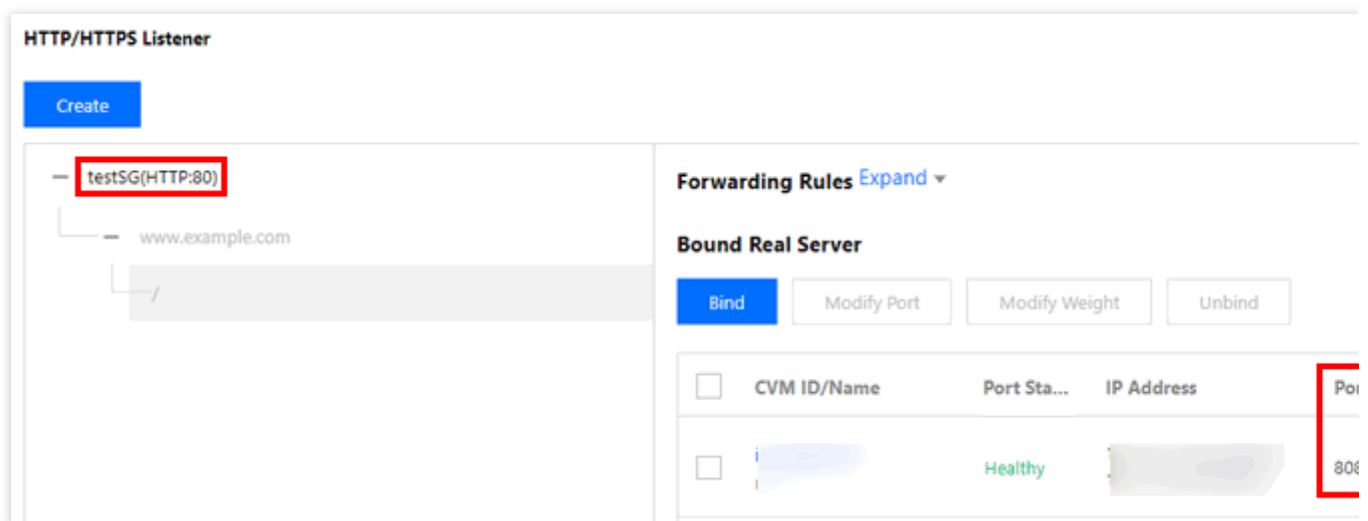 HTTP/HTTPS Listener
Create
testSG(HTTP:80)
www.example.com
/
Forwarding Rules Expand
Bound Real Server
Bind Modify Port Modify Weight Unbind
CVM ID/Name Port Sta... IP Address
Healthy